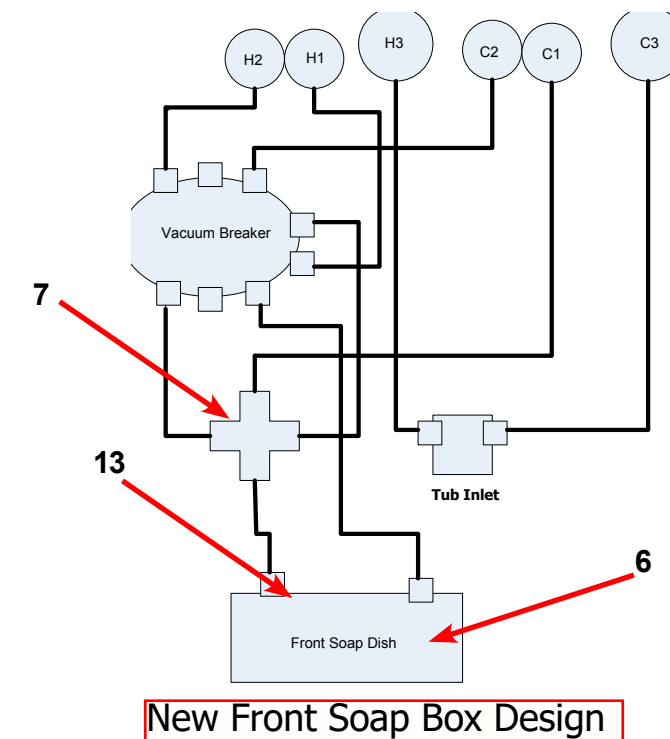 H2
H1
H3
C2
C1
C3
Vacuum Breaker
7
13
Tub Inlet
6
Front Soap Dish
New Front Soap Box Design